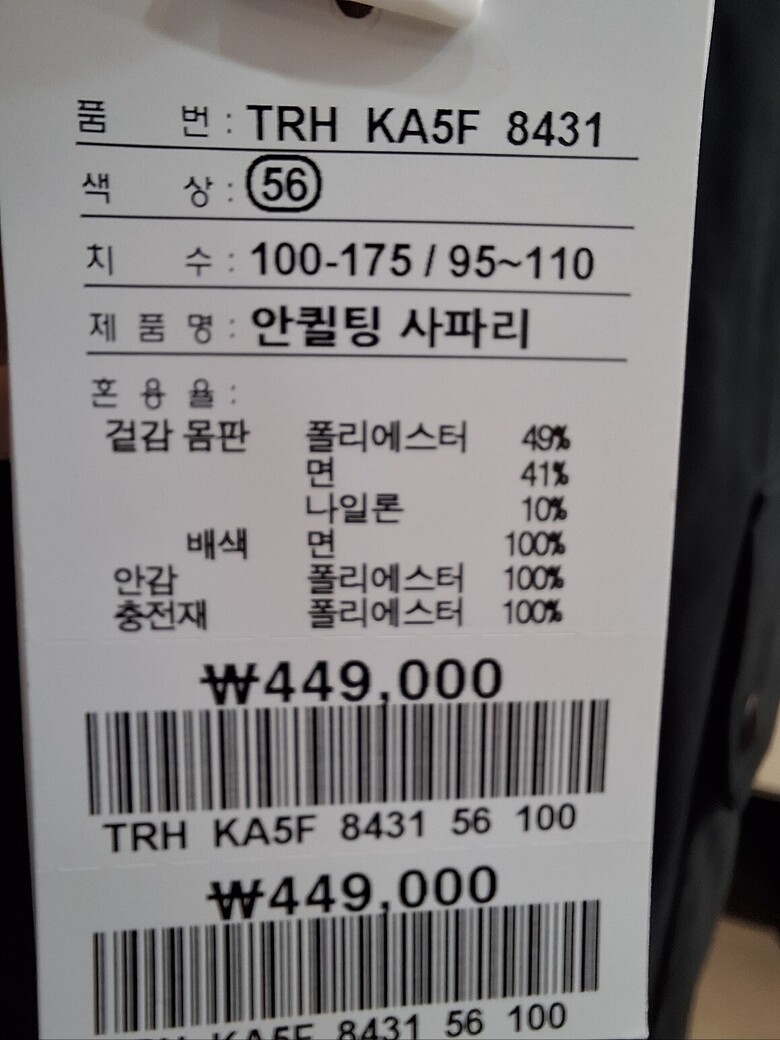 품 번 : TRH KA5F 8431
색 상 : 56
치 수 : 100-175 / 95~110
제 품 명 : 안퀼팅 사파리
혼 용 율 :
겉감 몸판 폴리에스터 49%
면 41%
나일론 10%
배색 면 100%
안감 폴리에스터 100%
충전재 폴리에스터 100%
₩449,000
TRH KA5F 8431 56 100
₩449,000
TRH KA5F 8431 56 100